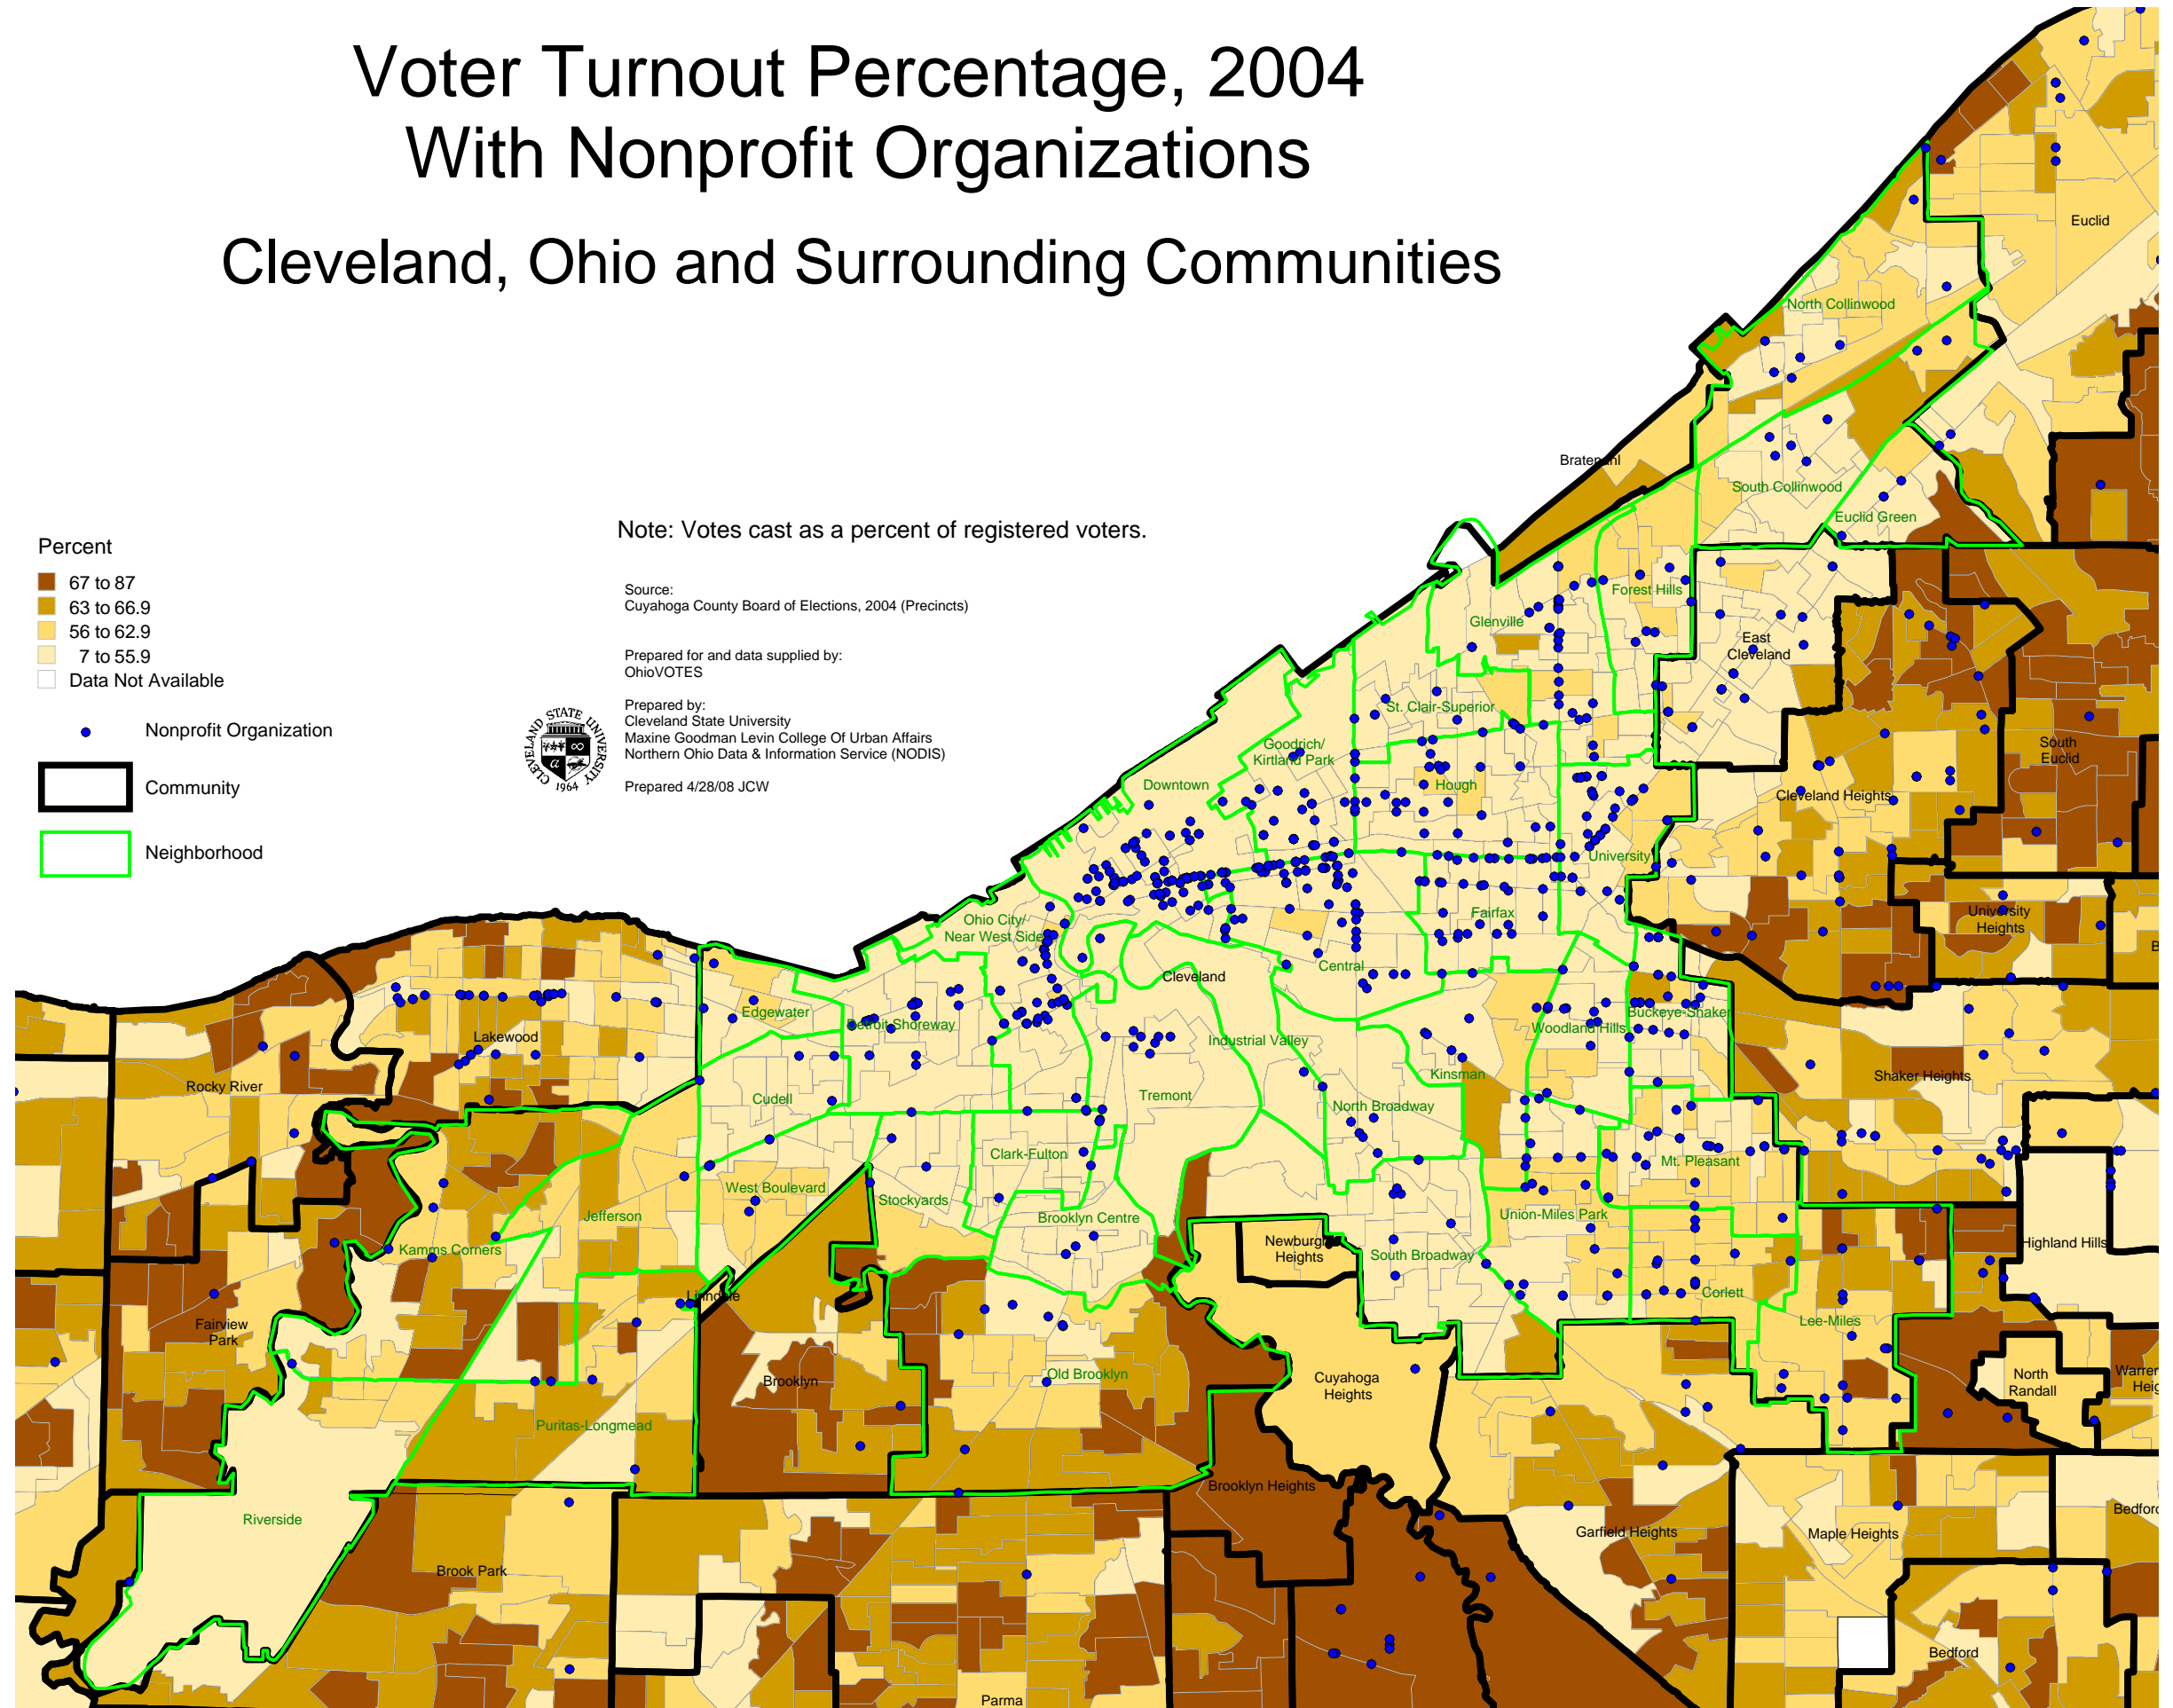 Voter Turnout Percentage, 2004
With Nonprofit Organizations
Cleveland, Ohio and Surrounding Communities
Note: Votes cast as a percent of registered voters.
Percent
67 to 87
63 to 66.9
56 to 62.9
7 to 55.9
Data Not Available
Nonprofit Organization
Community
Neighborhood
Source:
Cuyahoga County Board of Elections, 2004 (Precincts)
Prepared for and data supplied by:
OhioVOTES
Prepared by:
Cleveland State University
Maxine Goodman Levin College Of Urban Affairs
Northern Ohio Data & Information Service (NODIS)
Prepared 4/28/08 JCW
CLEVELAND STATE UNIVERSITY
1964
Euclid
North Collinwood
Bratenahl
South Collinwood
Euclid Green
Forest Hills
Glenville
East
Cleveland
St. Clair-Superior
Goodrich/
Kirtland Park
South
Euclid
Downtown
Hough
Cleveland Heights
University
Ohio City/
Near West Side
Fairfax
University
Heights
B
Central
Cleveland
Edgewater
Detroit-Shoreway
Lakewood
Industrial Valley
Woodland Hills
Buckeye-Shaker
Rocky River
Kinsman
Shaker Heights
Cudell
Tremont
North Broadway
Clark-Fulton
Mt. Pleasant
West Boulevard
Stockyards
Jefferson
Brooklyn Centre
Union-Miles Park
Kamms Corners
Newburgh
Heights
South Broadway
Highland Hills
Linndale
Corlett
Fairview
Park
Lee-Miles
Brooklyn
Old Brooklyn
Cuyahoga
Heights
North
Randall
Warren
Heig
Puritas-Longmead
Brooklyn Heights
Riverside
Garfield Heights
Maple Heights
Bedford
Brook Park
Bedford
Parma